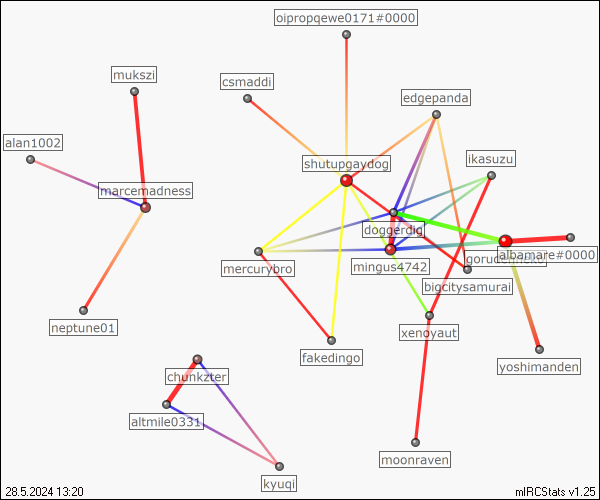 oipropqewe0171#0000
mukszi
csmaddi
edgepanda
alan1002
shutupgaydog
ikasuzu
marcemadness
doggerdig
albamare#0000
mercurybro
mingus4742
bigcitysamurai
neptune01
xenoyaut
fakedingo
yoshimanden
chunkzter
altmile0331
moonraven
kyuqi
28.5.2024 13:20
mIRCStats v1.25